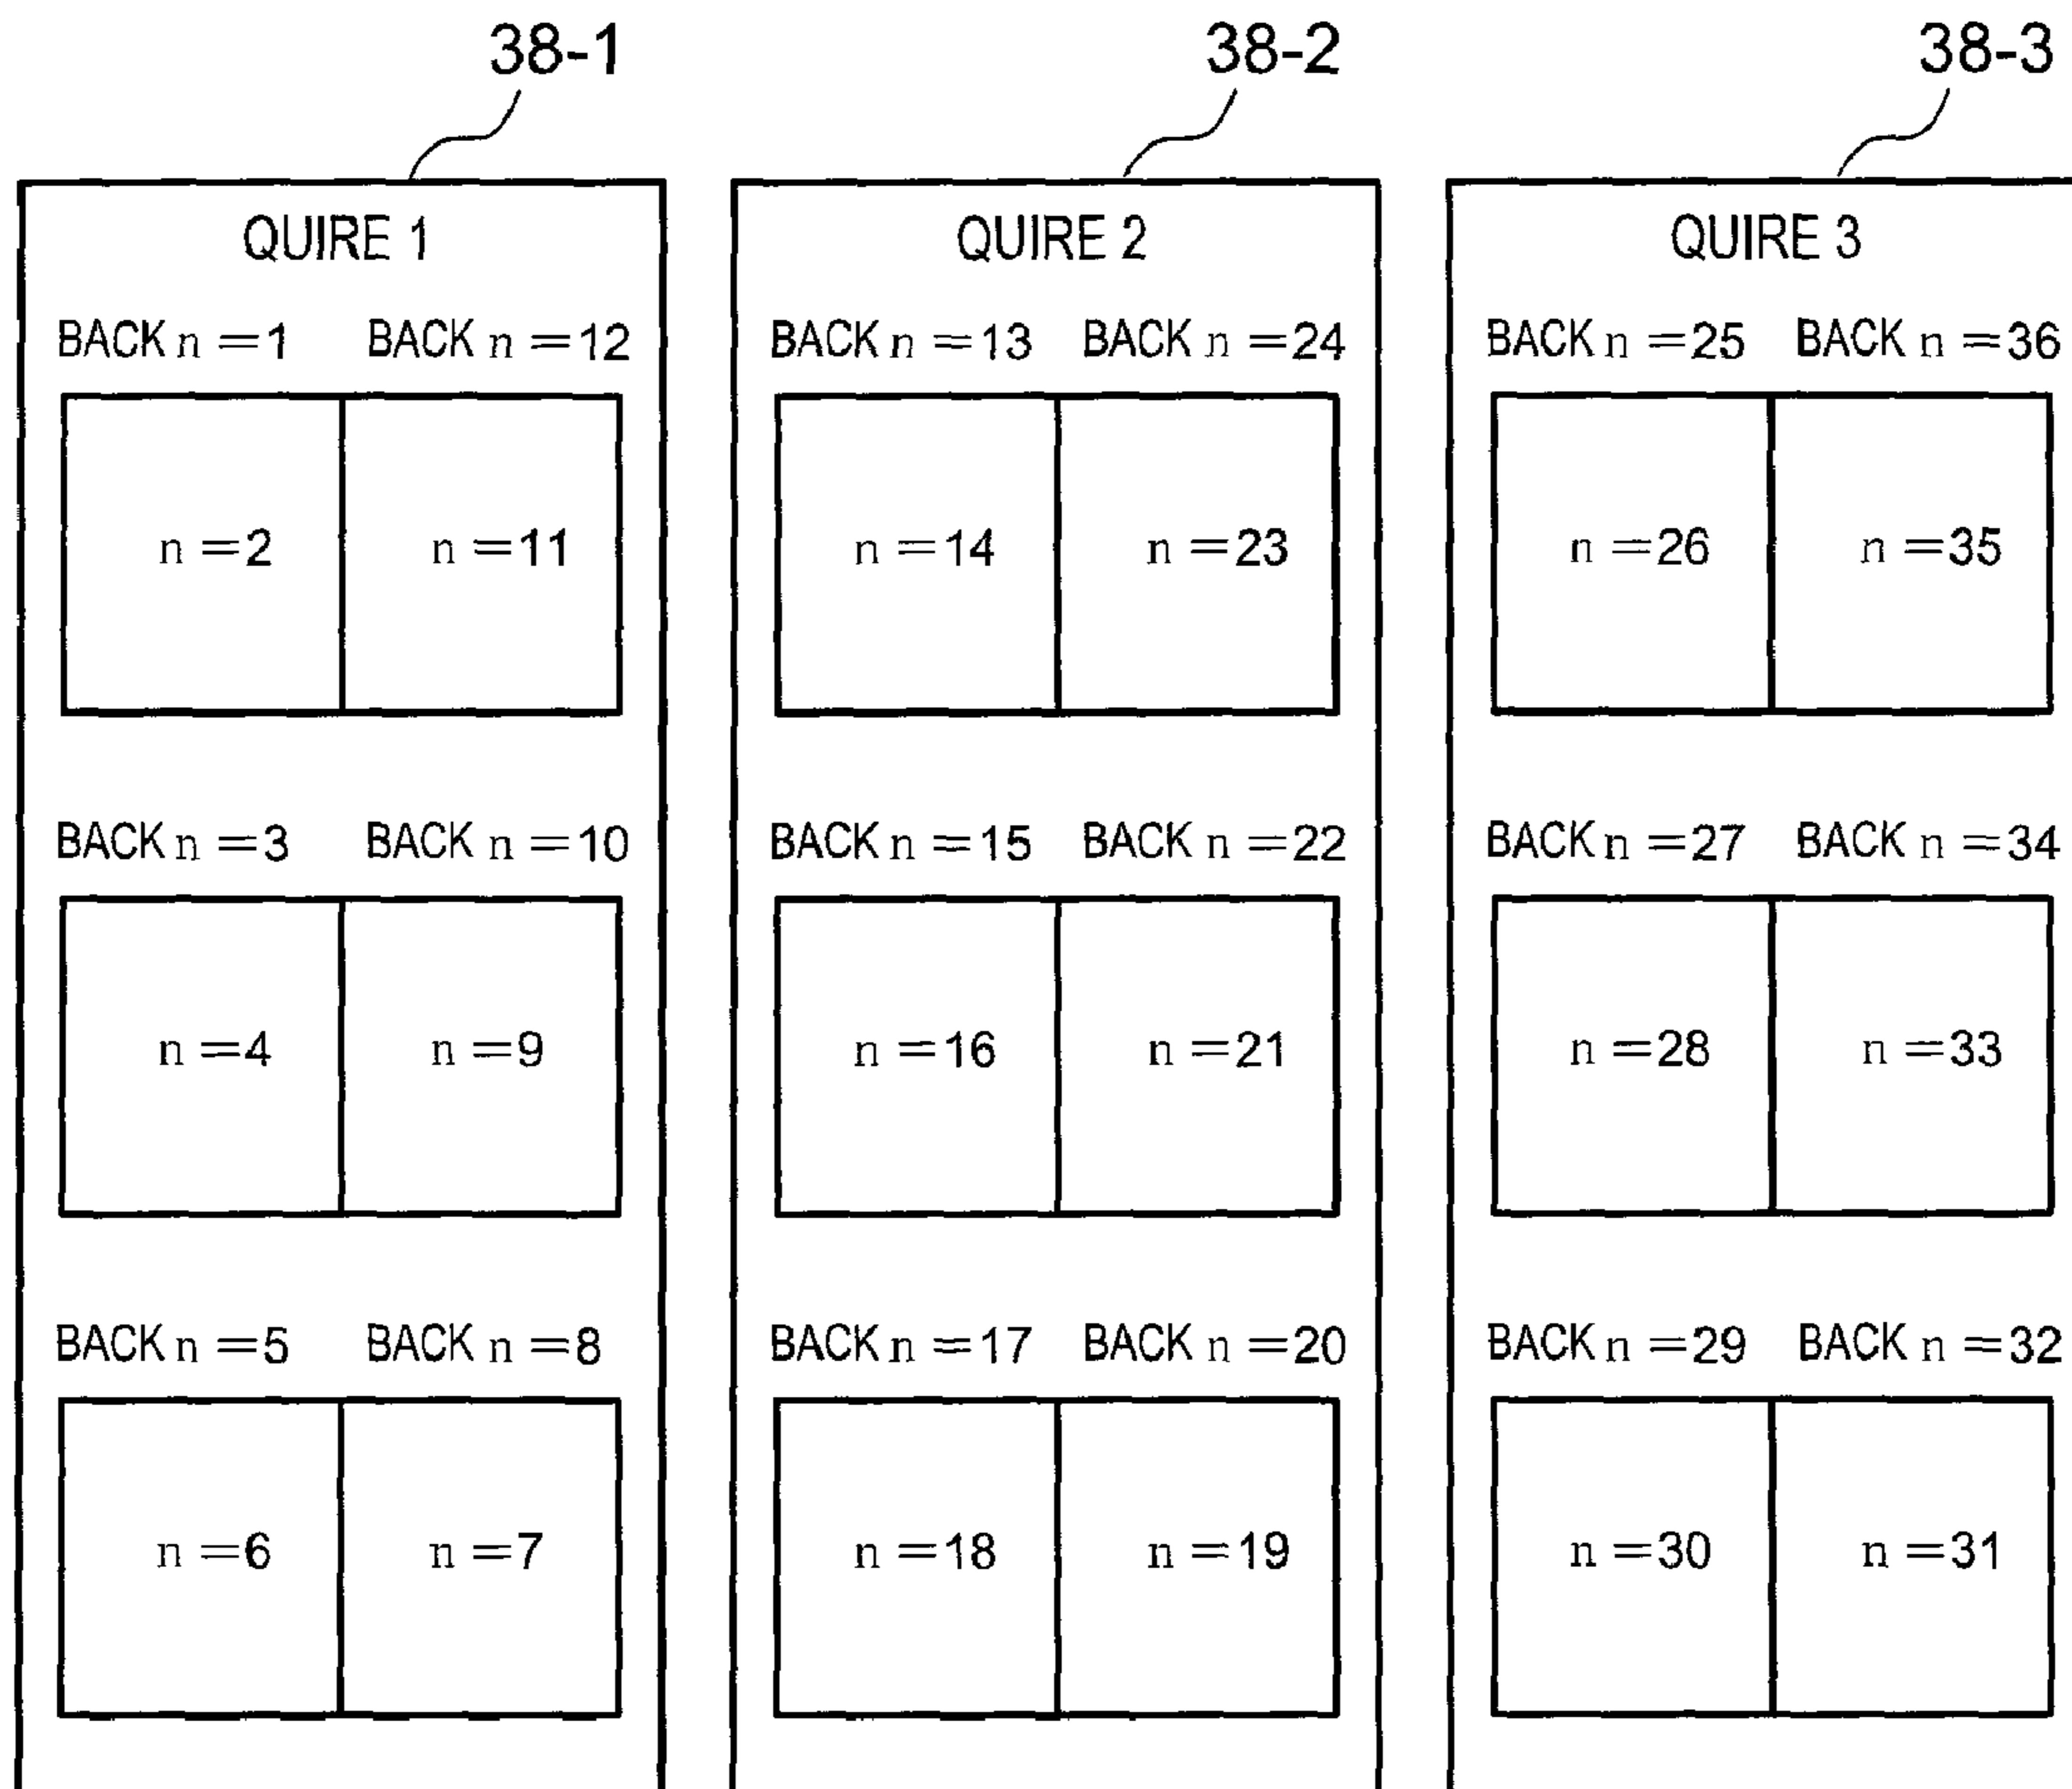 38-1 38-2 38-3
QUIRE 1 QUIRE 2 QUIRE 3
BACK n =1 BACK n =12 BACK n =13 BACK n =24 BACK n =25 BACK n =36
n =2 n =11 n =14 n =23 n =26 n =35
BACK n =3 BACK n =10 BACK n =15 BACK n =22 BACK n =27 BACK n =34
n =4 n =9 n =16 n =21 n =28 n =33
BACK n =5 BACK n =8 BACK n =17 BACK n =20 BACK n =29 BACK n =32
n =6 n =7 n =18 n =19 n =30 n =31